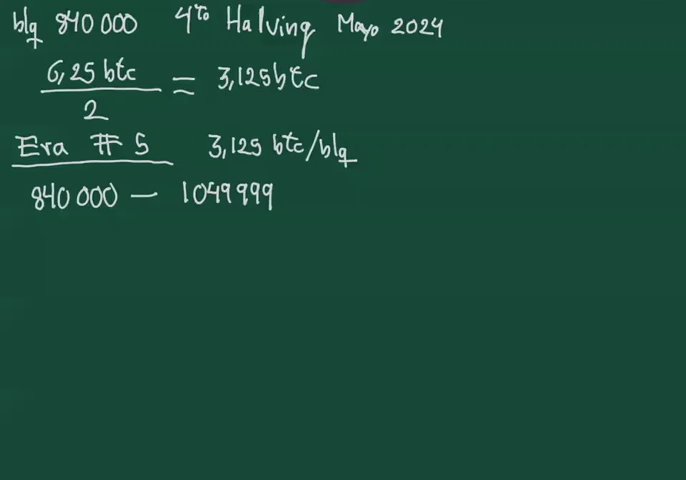 blq 840 000 4to Halving Mayo 2024
6,25 btc / 2 = 3,125 btc
Era # 5 3,125 btc/blq
840 000 — 1049 999